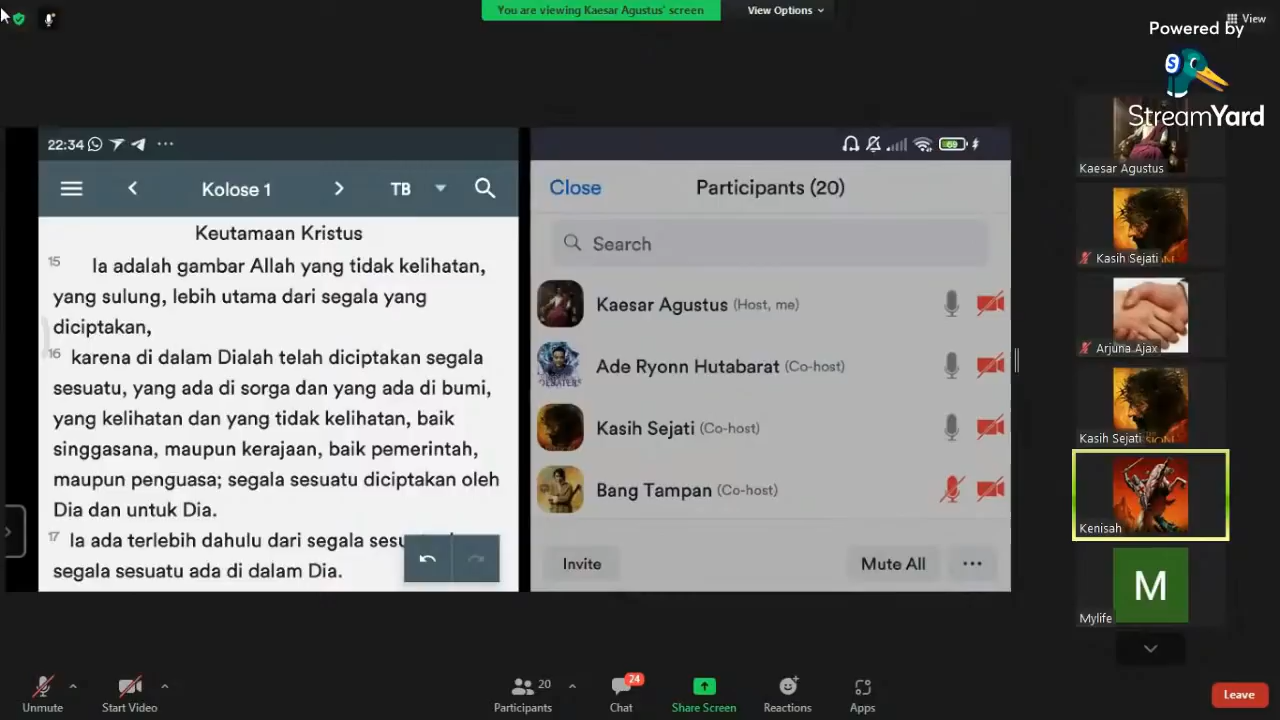 You are viewing Kaesar Agustus' screen
View Options
View
Powered by
S
StreamYard
22:34
69
Kolose 1
TB
Keutamaan Kristus
15 Ia adalah gambar Allah yang tidak kelihatan,
yang sulung, lebih utama dari segala yang
diciptakan,
16 karena di dalam Dialah telah diciptakan segala
sesuatu, yang ada di sorga dan yang ada di bumi,
yang kelihatan dan yang tidak kelihatan, baik
singgasana, maupun kerajaan, baik pemerintah,
maupun penguasa; segala sesuatu diciptakan oleh
Dia dan untuk Dia.
17 Ia ada terlebih dahulu dari segala
segala sesuatu ada di dalam Dia.
Close
Participants (20)
Search
Kaesar Agustus (Host, me)
Ade Ryonn Hutabarat (Co-host)
Kasih Sejati (Co-host)
Bang Tampan (Co-host)
Invite
Mute All
Kaesar Agustus
Kasih Sejati
Arjuna Ajax
Kasih Sejati
Kenisah
M
Mylife
Unmute
Start Video
20
Participants
24
Chat
Share Screen
Reactions
Apps
Leave